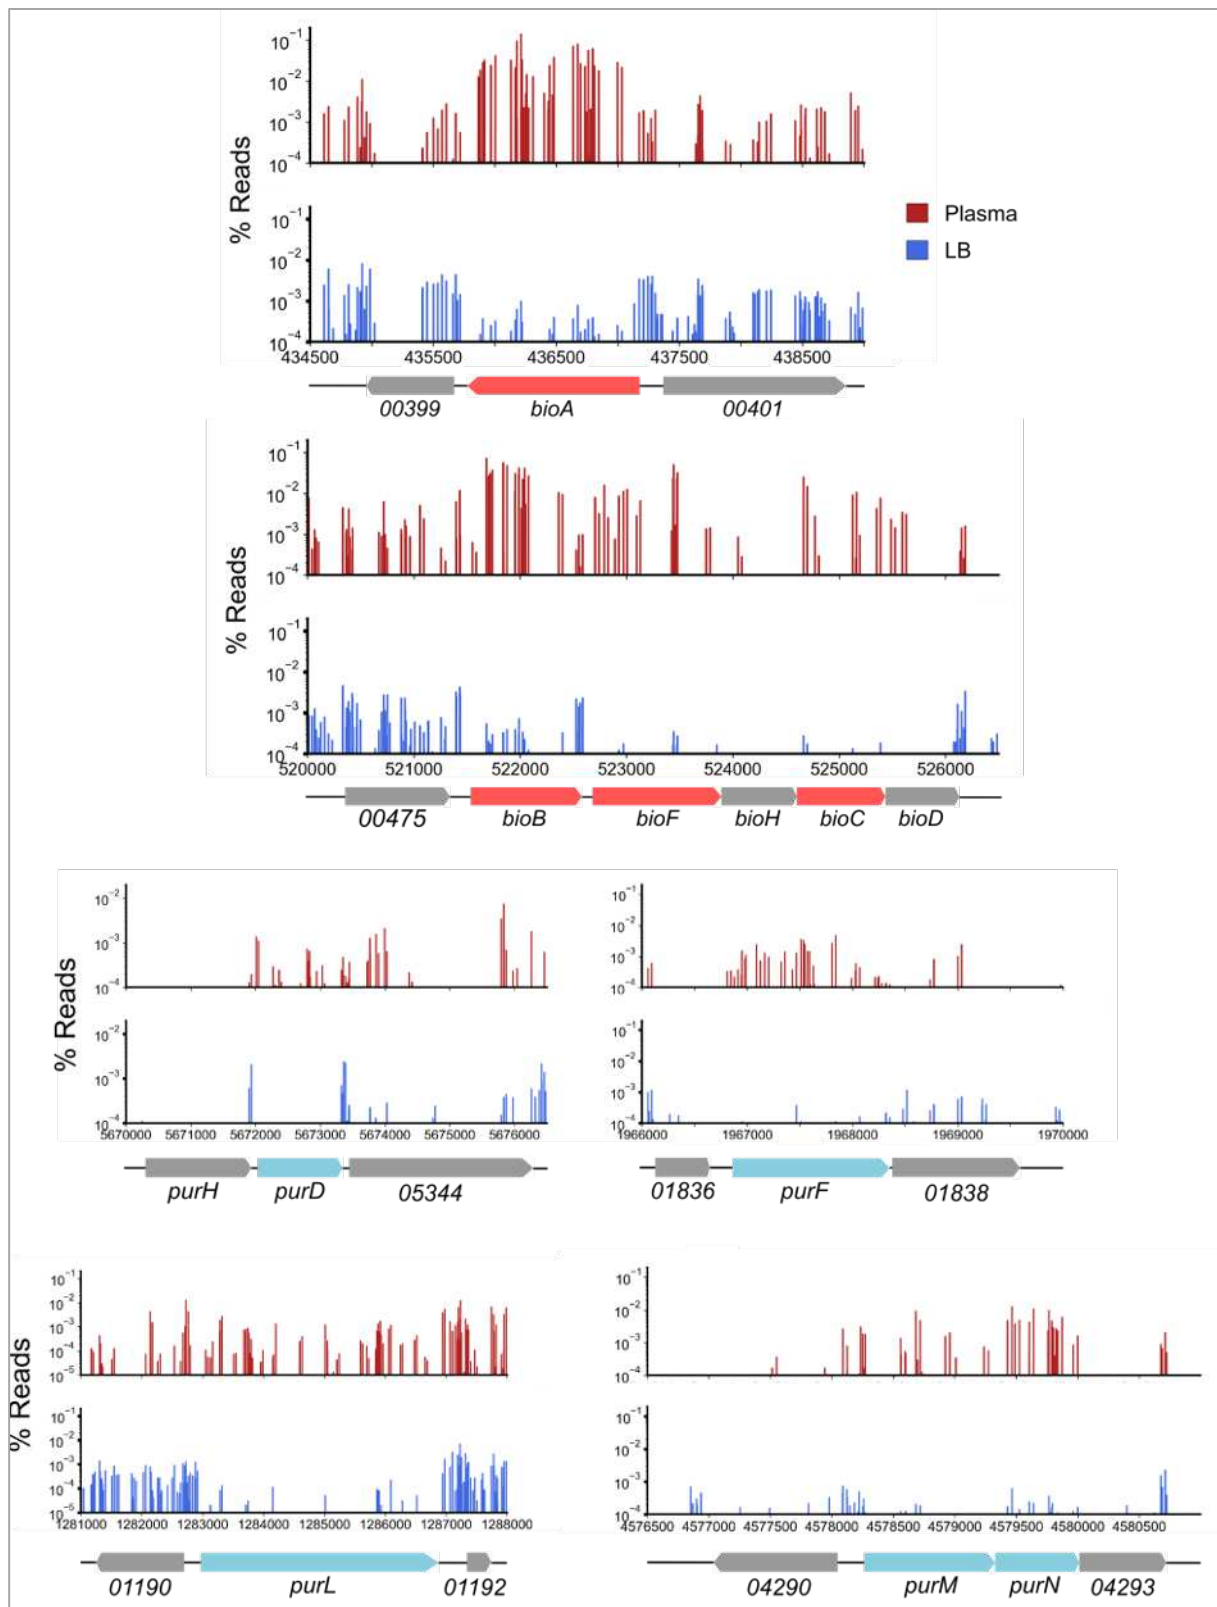 10⁻¹
10⁻²
10⁻³
10⁻⁴
% Reads
Plasma
LB
10⁻¹
10⁻²
10⁻³
10⁻⁴
434500 435500 436500 437500 438500
00399 bioA 00401
10⁻¹
10⁻²
10⁻³
10⁻⁴
% Reads
10⁻¹
10⁻²
10⁻³
10⁻⁴
520000 521000 522000 523000 524000 525000 526000
00475 bioB bioF bioH bioC bioD
10⁻²
10⁻³
10⁻⁴
% Reads
10⁻²
10⁻³
10⁻⁴
5670000 5671000 5672000 5673000 5674000 5675000 5676000
purH purD 05344
10⁻¹
10⁻²
10⁻³
10⁻⁴
10⁻¹
10⁻²
10⁻³
10⁻⁴
1966000 1967000 1968000 1969000 1970000
01836 purF 01838
10⁻¹
10⁻²
10⁻³
10⁻⁴
10⁻⁵
% Reads
10⁻¹
10⁻²
10⁻³
10⁻⁴
10⁻⁵
1281000 1282000 1283000 1284000 1285000 1286000 1287000 1288000
01190 purL 01192
10⁻¹
10⁻²
10⁻³
10⁻⁴
10⁻¹
10⁻²
10⁻³
10⁻⁴
4576500 4577000 4577500 4578000 4578500 4579000 4579500 4580000 4580500
04290 purM purN 04293